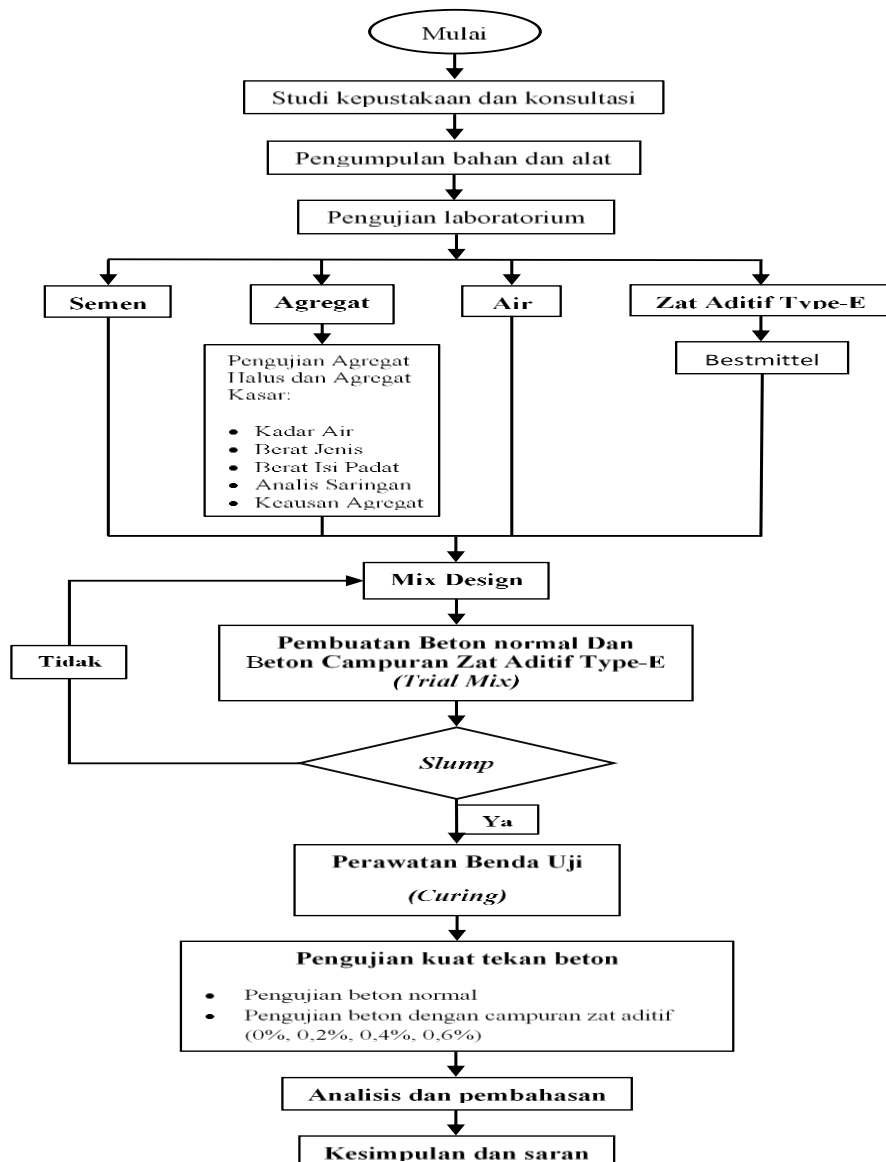 Mulai
Studi kepustakaan dan konsultasi
Pengumpulan bahan dan alat
Pengujian laboratorium
Semen
Agregat
Air
Zat Aditif Type-E
Pengujian Agregat
Halus dan Agregat
Kasar:
• Kadar Air
• Berat Jenis
• Berat Isi Padat
• Analis Saringan
• Keausan Agregat
Bestmittel
Mix Design
Pembuatan Beton normal Dan
Beton Campuran Zat Aditif Type-E
(Trial Mix)
Tidak
Slump
Ya
Perawatan Benda Uji
(Curing)
Pengujian kuat tekan beton
• Pengujian beton normal
• Pengujian beton dengan campuran zat aditif
(0%, 0,2%, 0,4%, 0,6%)
Analisis dan pembahasan
Kesimpulan dan saran